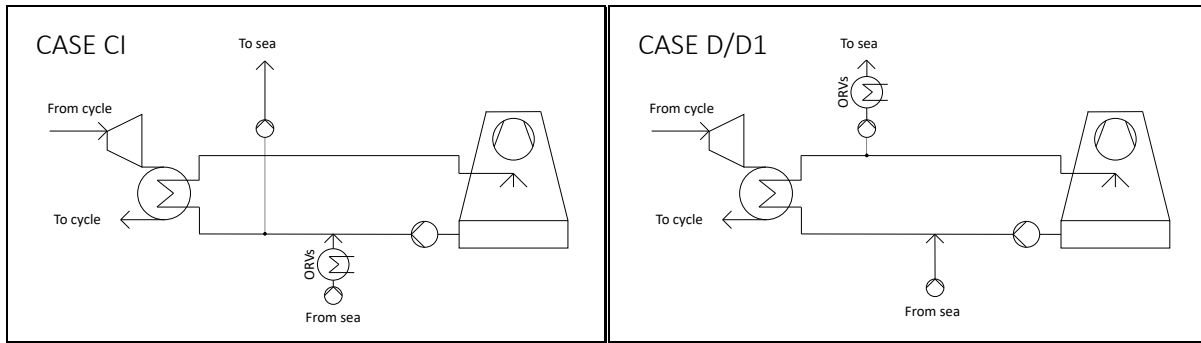 CASE CI
To sea
From cycle
To cycle
ORVs
From sea
CASE D/D1
To sea
ORVs
From cycle
To cycle
From sea